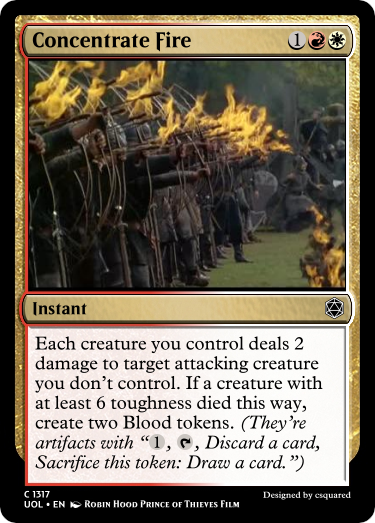 Concentrate Fire 1
Instant
Each creature you control deals 2
damage to target attacking creature
you don't control. If a creature with
at least 6 toughness died this way,
create two Blood tokens. (They're
artifacts with "1, , Discard a card,
Sacrifice this token: Draw a card.")
C 1317
UOL • EN Robin Hood Prince of Thieves Film
Designed by csquared